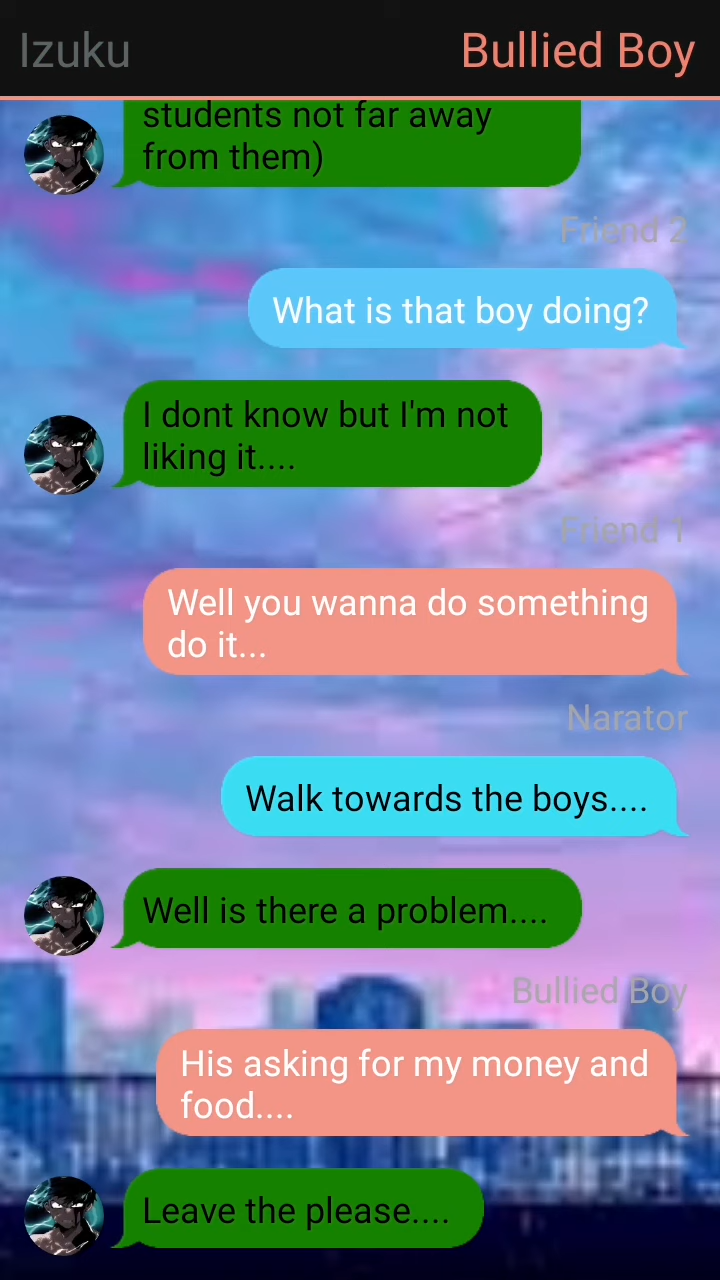 Izuku
Bullied Boy
students not far away
from them)
Friend 2
What is that boy doing?
I dont know but I'm not
liking it....
Friend 1
Well you wanna do something
do it...
Narator
Walk towards the boys....
Well is there a problem....
Bullied Boy
His asking for my money and
food....
Leave the please....